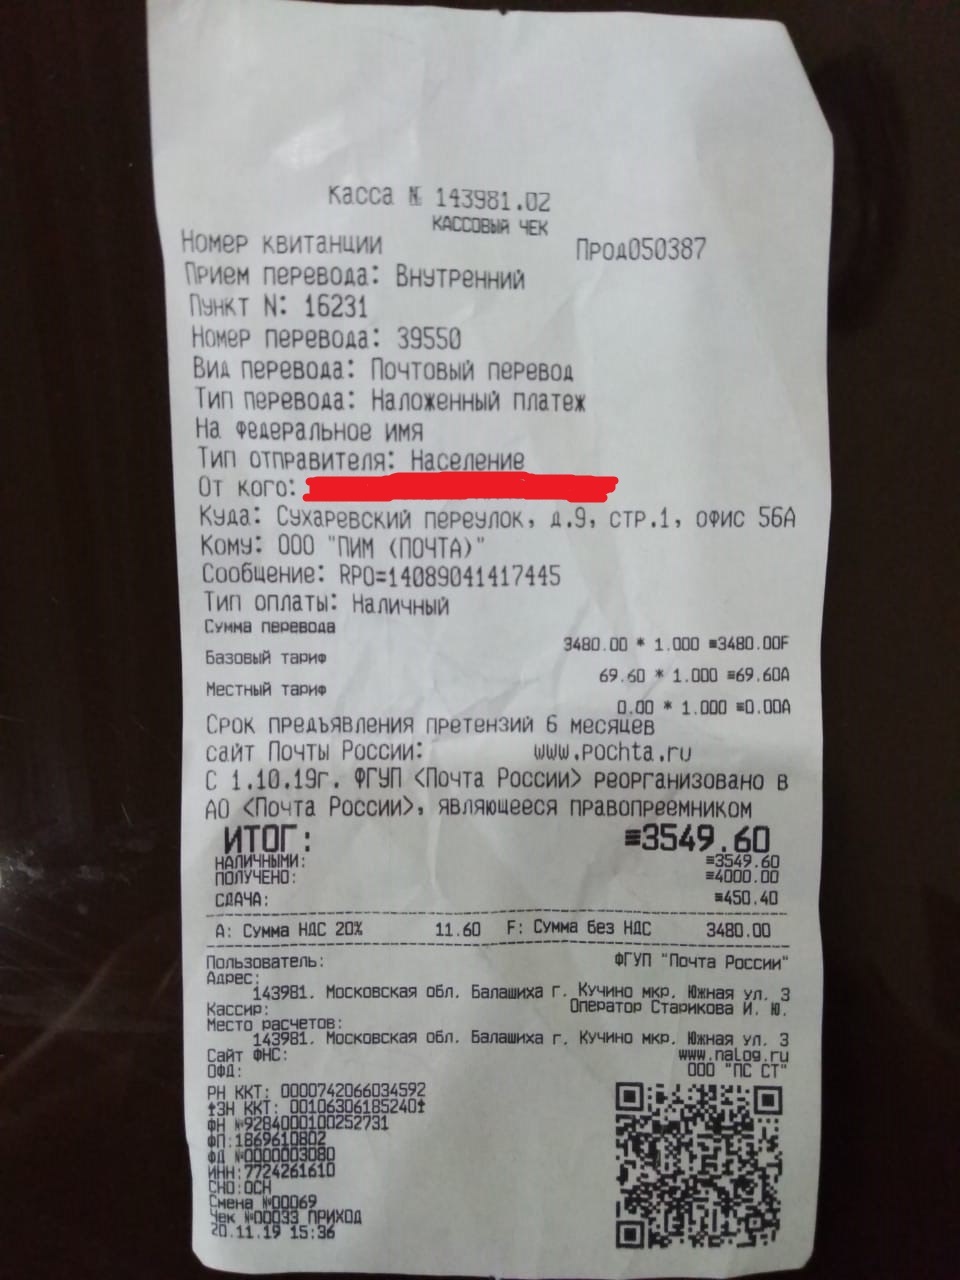 Касса № 143981.02
КАССОВЫЙ ЧЕК
Номер квитанции Прод050387
Прием перевода: Внутренний
Пункт N: 16231
Номер перевода: 39550
Вид перевода: Почтовый перевод
Тип перевода: Наложенный платеж
На федеральное имя
Тип отправителя: Население
От кого:
Куда: Сухаревский переулок, д.9, стр.1, офис 56А
Кому: ООО "ПИМ (ПОЧТА)"
Сообщение: RPO=14089041417445
Тип оплаты: Наличный
Сумма перевода
3480.00 * 1.000 ≡3480.00F
Базовый тариф
69.60 * 1.000 ≡69.60А
Местный тариф
0.00 * 1.000 ≡0.00А
Срок предъявления претензий 6 месяцев
сайт Почты России: www.pochta.ru
С 1.10.19г. ФГУП <Почта России> реорганизовано в
АО <Почта России>, являющееся правопреемником
ИТОГ: ≡3549.60
НАЛИЧНЫМИ: ≡3549.60
ПОЛУЧЕНО: ≡4000.00
СДАЧА: ≡450.40
А: Сумма НДС 20% 11.60 F: Сумма без НДС 3480.00
Пользователь: ФГУП "Почта России"
Адрес:
143981. Московская обл. Балашиха г. Кучино мкр. Южная ул. 3
Кассир: Оператор Старикова И. Ю.
Место расчетов:
143981. Московская обл. Балашиха г. Кучино мкр. Южная ул. 3
Сайт ФНС: www.nalog.ru
ОФД: ООО "ПС СТ"
РН ККТ: 0000742066034592
ЗН ККТ: 00106306185240
ФН №9284000100252731
ФП:1869610802
ФД №0000003080
ИНН:7724261610
СНО:ОСН
Смена №00069
Чек №00033 ПРИХОД
20.11.19 15:36